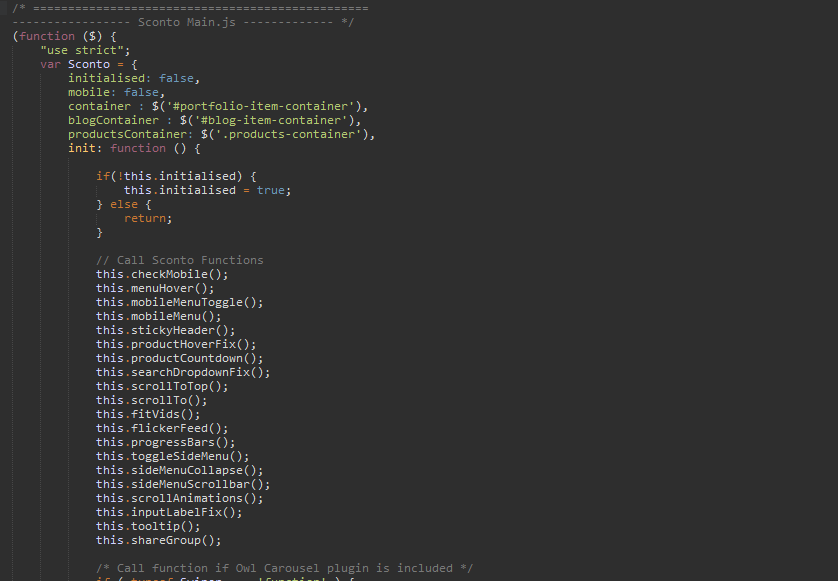 /* ================================================
----------------- Sconto Main.js ------------- */
(function ($) {
"use strict";
var Sconto = {
initialised: false,
mobile: false,
container : $('#portfolio-item-container'),
blogContainer : $('#blog-item-container'),
productsContainer: $('.products-container'),
init: function () {
if(!this.initialised) {
this.initialised = true;
} else {
return;
}
// Call Sconto Functions
this.checkMobile();
this.menuHover();
this.mobileMenuToggle();
this.mobileMenu();
this.stickyHeader();
this.productHoverFix();
this.productCountdown();
this.searchDropdownFix();
this.scrollToTop();
this.scrollTo();
this.fitVids();
this.flickerFeed();
this.progressBars();
this.toggleSideMenu();
this.sideMenuCollapse();
this.sideMenuScrollbar();
this.scrollAnimations();
this.inputLabelFix();
this.tooltip();
this.shareGroup();
/* Call function if Owl Carousel plugin is included */